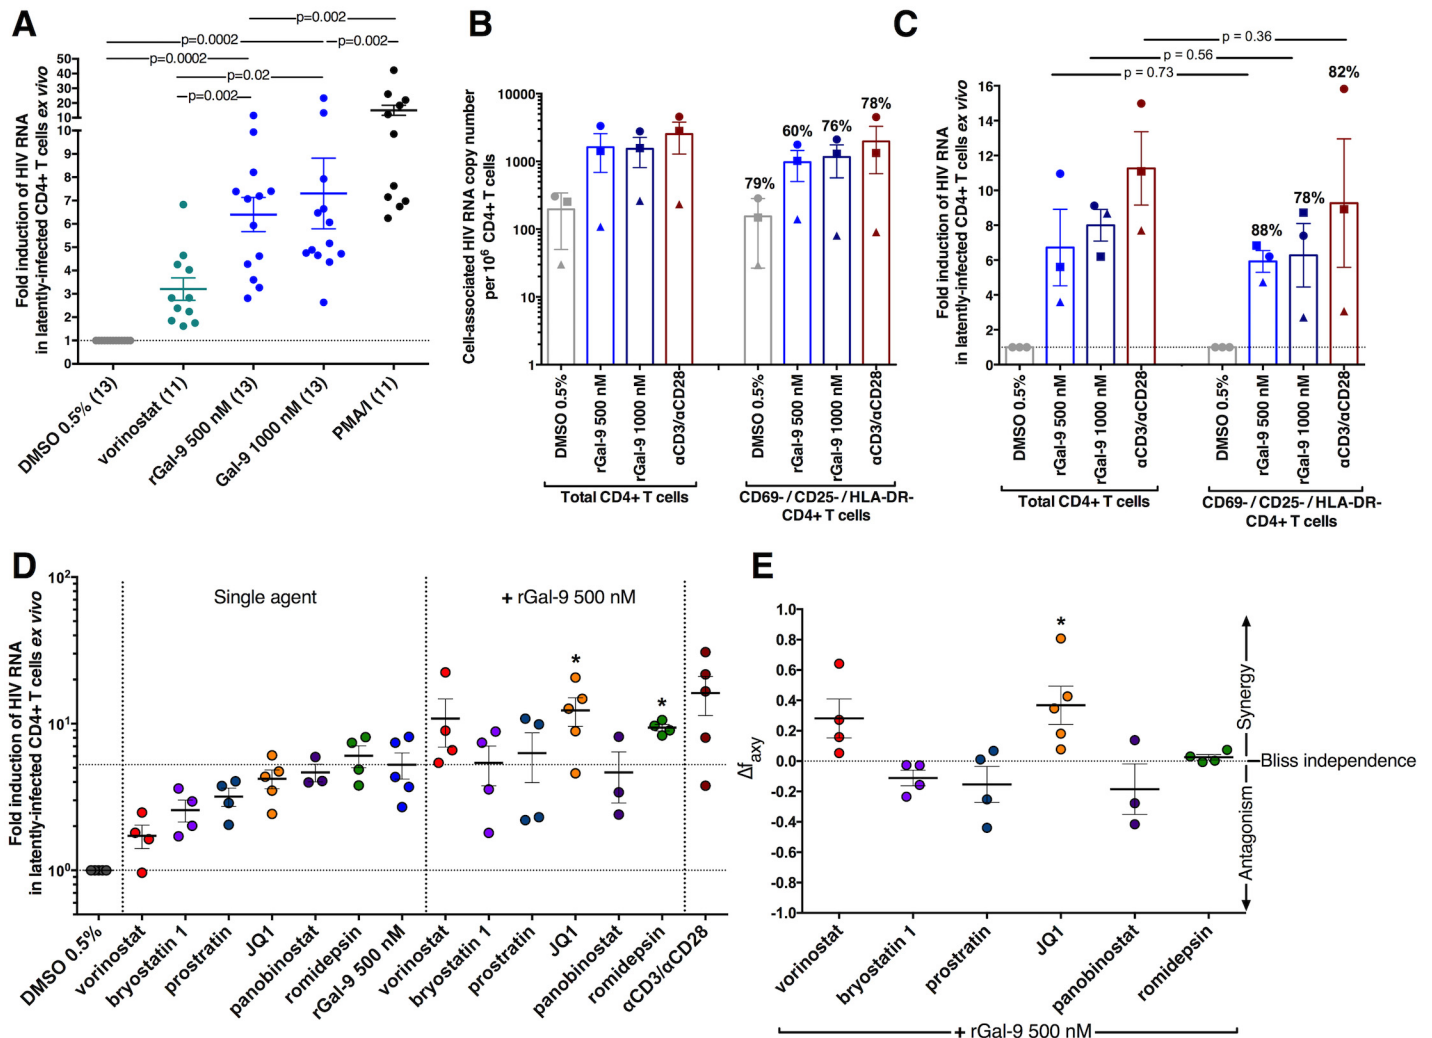 A
p=0.002
p=0.0002
p=0.002
p=0.0002
p=0.02
p=0.002
Fold induction of HIV RNA
in latently-infected CD4+ T cells ex vivo
50
40
30
20
10
10
9
8
7
6
5
4
3
2
1
0
DMSO 0.5% (13)
vorinostat (11)
rGal-9 500 nM (13)
Gal-9 1000 nM (13)
PMA/I (11)
B
Cell-associated HIV RNA copy number
per 10⁶ CD4+ T cells
10000
1000
100
10
1
79%
60%
76%
78%
DMSO 0.5%
rGal-9 500 nM
rGal-9 1000 nM
αCD3/αCD28
DMSO 0.5%
rGal-9 500 nM
rGal-9 1000 nM
αCD3/αCD28
Total CD4+ T cells
CD69-/CD25-/HLA-DR-
CD4+ T cells
C
p = 0.36
p = 0.56
p = 0.73
Fold induction of HIV RNA
in latently-infected CD4+ T cells ex vivo
16
14
12
10
8
6
4
2
0
88%
78%
82%
DMSO 0.5%
rGal-9 500 nM
rGal-9 1000 nM
αCD3/αCD28
DMSO 0.5%
rGal-9 500 nM
rGal-9 1000 nM
αCD3/αCD28
Total CD4+ T cells
CD69-/CD25-/HLA-DR-
CD4+ T cells
D
Fold induction of HIV RNA
in latently-infected CD4+ T cells ex vivo
10²
10¹
10⁰
Single agent
+ rGal-9 500 nM
*
*
DMSO 0.5%
vorinostat
bryostatin 1
prostratin
JQ1
panobinostat
romidepsin
rGal-9 500 nM
vorinostat
bryostatin 1
prostratin
JQ1
panobinostat
romidepsin
αCD3/αCD28
E
Δfaxy
1.0
0.8
0.6
0.4
0.2
0.0
-0.2
-0.4
-0.6
-0.8
-1.0
*
Synergy
Bliss independence
Antagonism
vorinostat
bryostatin 1
prostratin
JQ1
panobinostat
romidepsin
+ rGal-9 500 nM